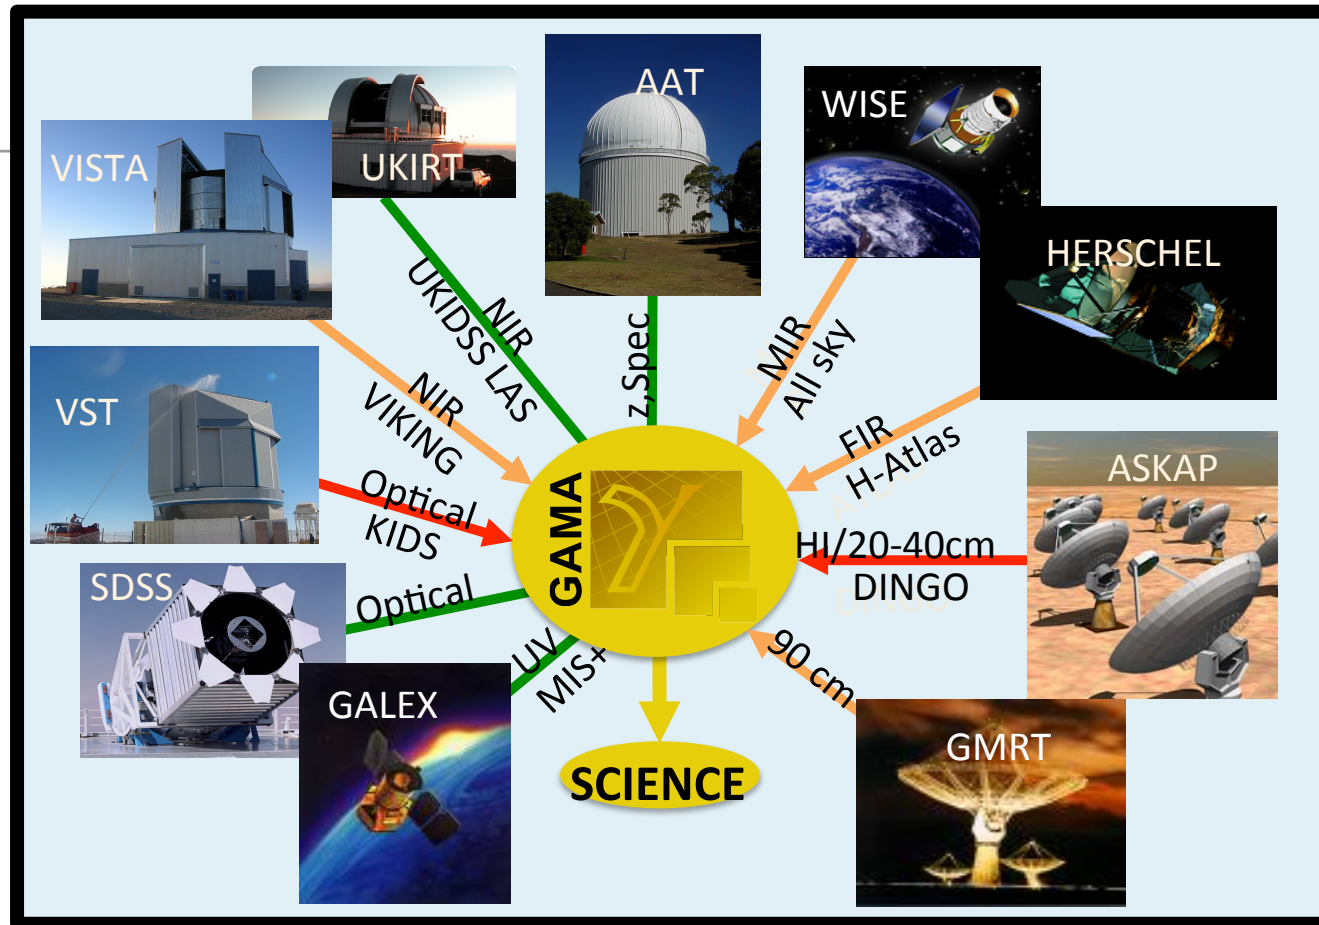 AAT
WISE
UKIRT
VISTA
HERSCHEL
NIR
UKIDSS LAS
z,Spec
MIR
All sky
NIR
VIKING
FIR
H-Atlas
VST
ASKAP
Optical
KIDS
GAMA
HI/20-40cm
DINGO
SDSS
Optical
UV
MIS+
90 cm
GALEX
GMRT
SCIENCE